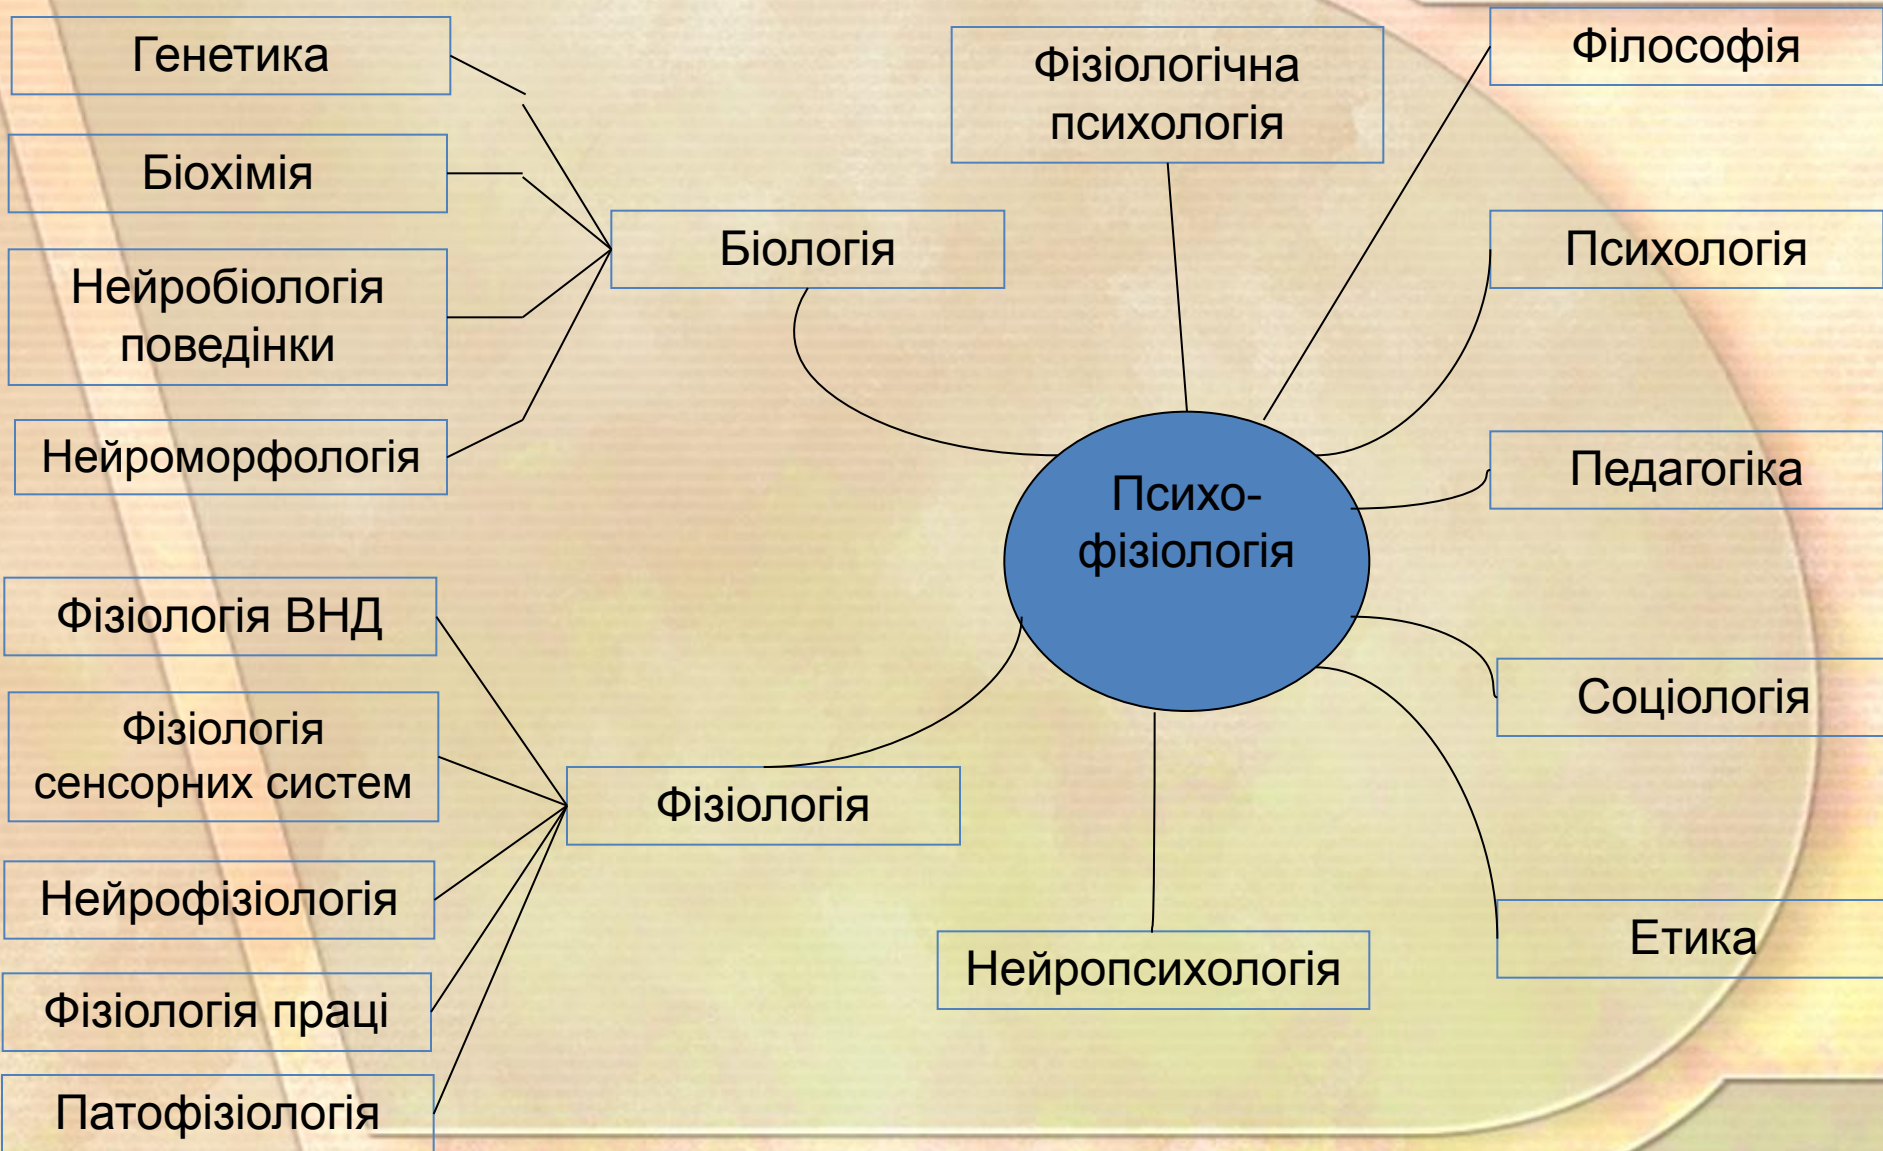 Генетика
Біохімія
Нейробіологія
поведінки
Нейроморфологія
Біологія
Фізіологічна
психологія
Філософія
Психологія
Педагогіка
Соціологія
Етика
Психо-
фізіологія
Фізіологія ВНД
Фізіологія
сенсорних систем
Нейрофізіологія
Фізіологія праці
Патофізіологія
Фізіологія
Нейропсихологія